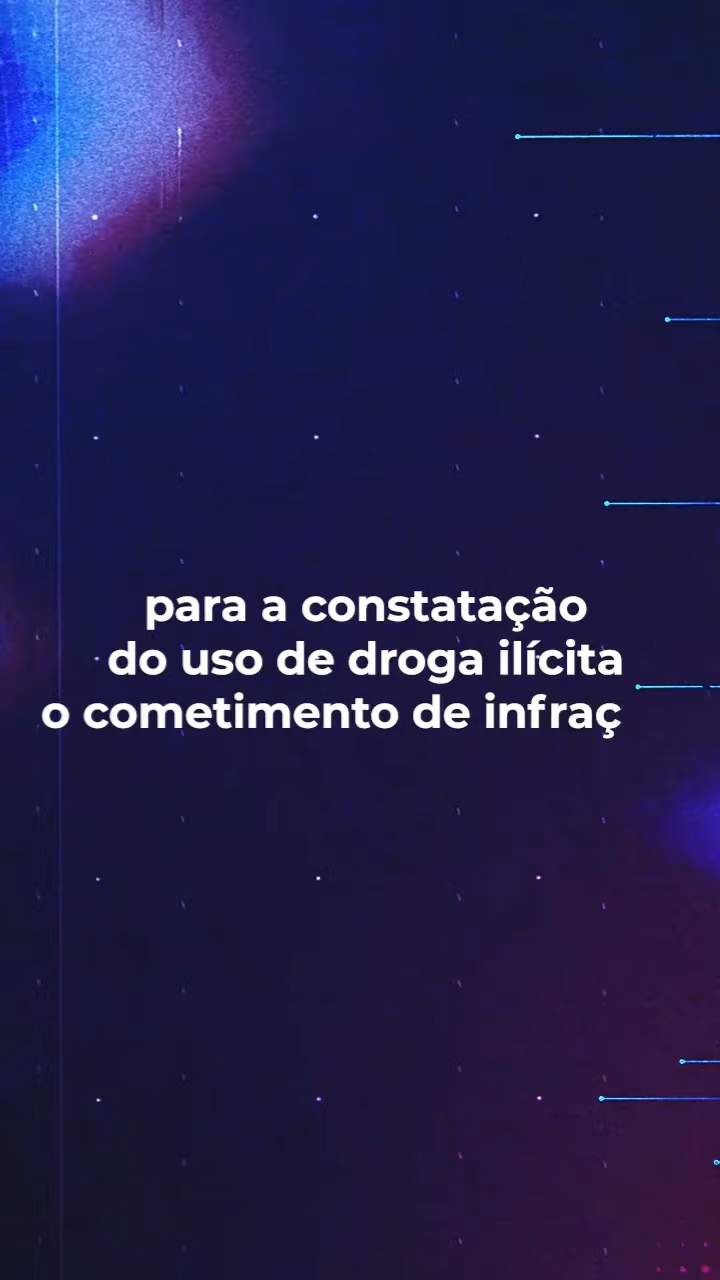 para a constatação
do uso de droga ilícita
o cometimento de infraç